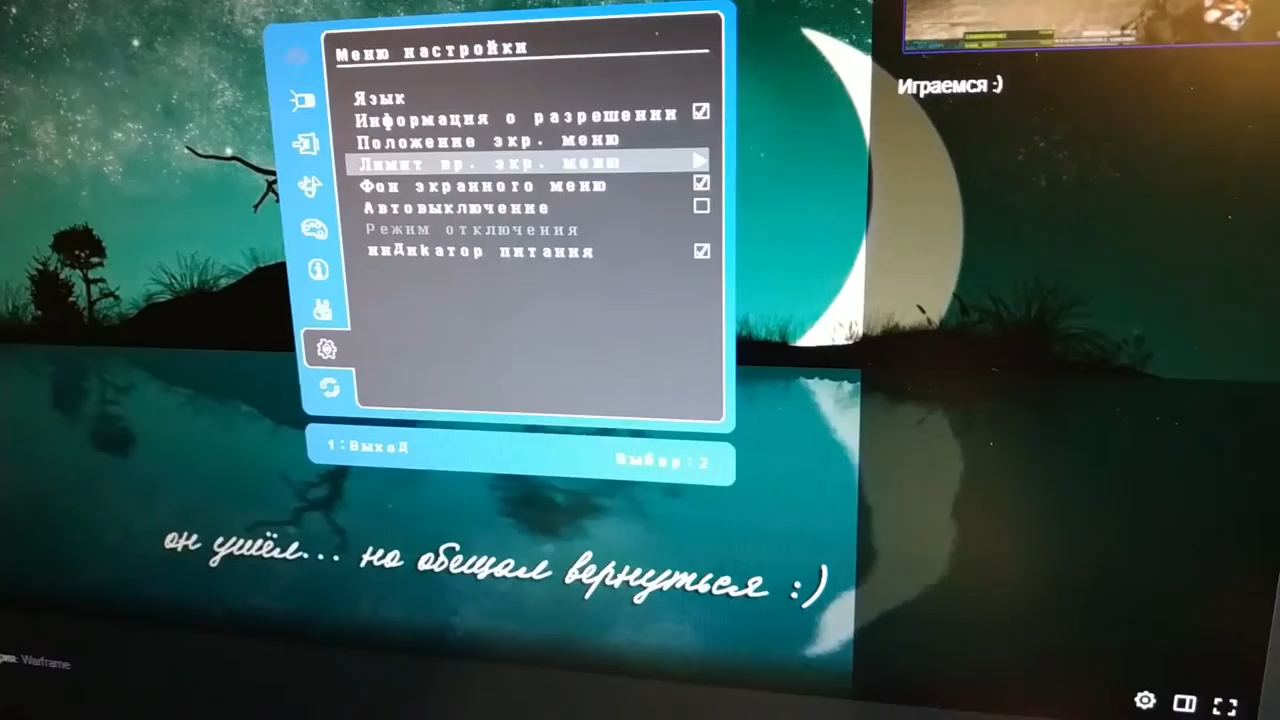 Меню настройки
Играемся :)
Язык
Информация о разрешении
Положение экр. меню
Лимит вр. экр. меню
Фон экранного меню
Автовыключение
Режим отключения
инДиkатор питания
1:ВыхоД
Выбор:2
он ушёл... но обещал вернуться :)
Warframe